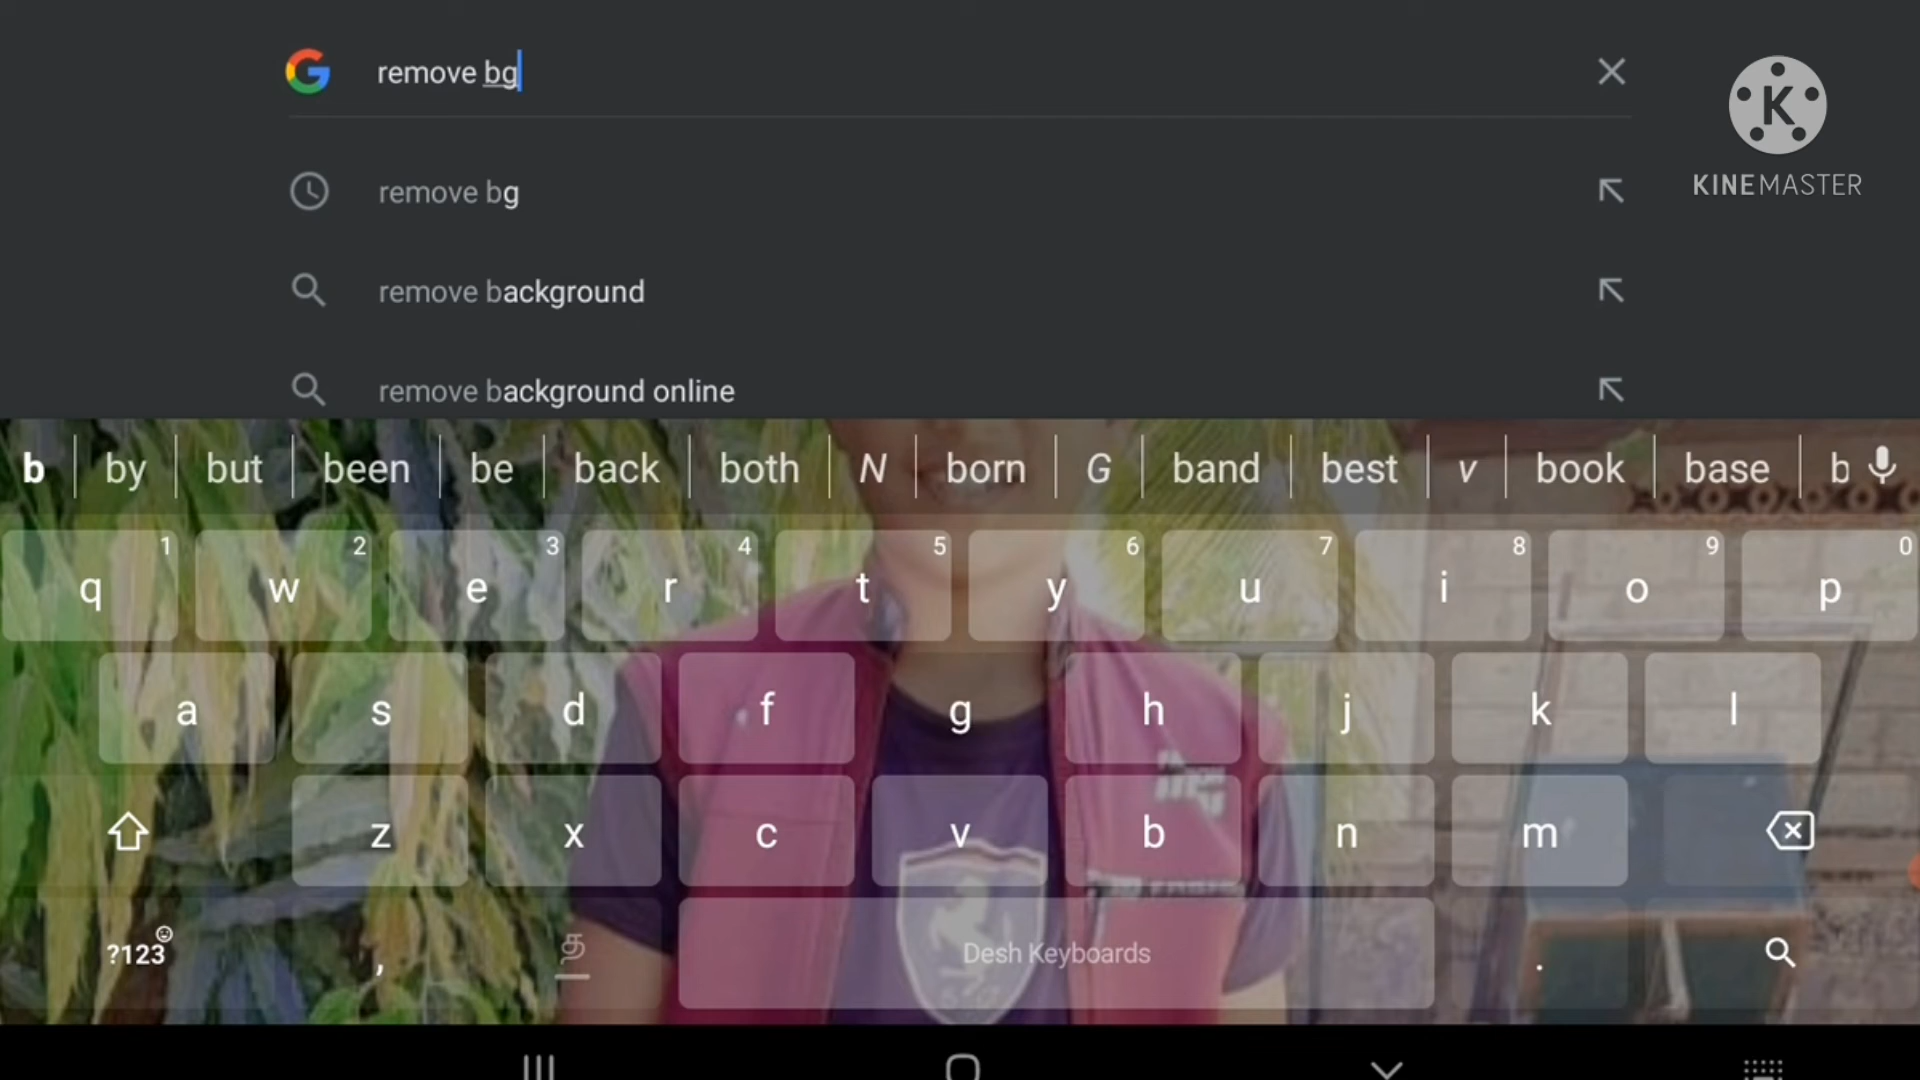 remove bg
KINEMASTER
remove bg
remove background
remove background online
b by but been be back both N born G band best v book base b
1 2 3 4 5 6 7 8 9 0
q w e r t y u i o p
a s d f g h j k l
z x c v b n m
?123 , த Desh Keyboards .